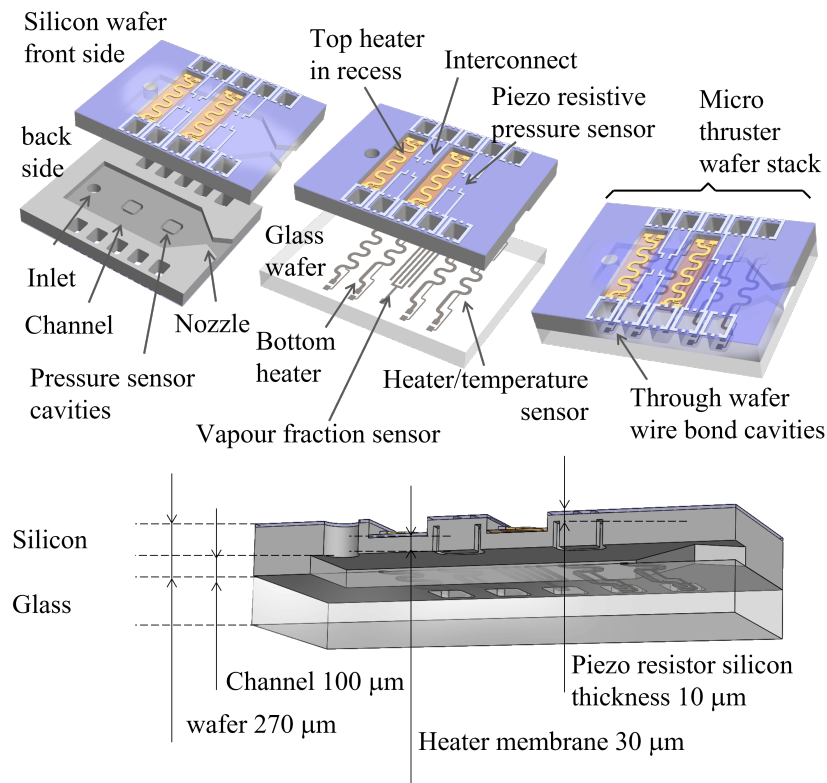 Silicon wafer
front side
Top heater
in recess
Interconnect
Piezo resistive
pressure sensor
Micro
thruster
wafer stack
back
side
Inlet
Channel
Nozzle
Pressure sensor
cavities
Glass
wafer
Bottom
heater
Vapour fraction sensor
Heater/temperature
sensor
Through wafer
wire bond cavities
Silicon
Glass
Channel 100 μm
wafer 270 μm
Heater membrane 30 μm
Piezo resistor silicon
thickness 10 μm